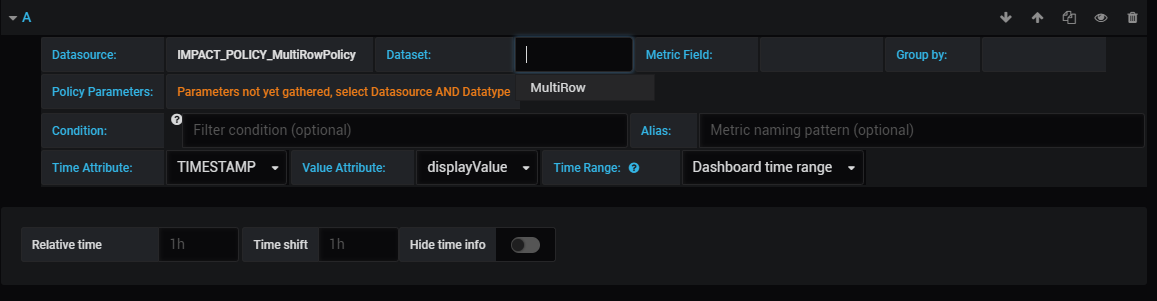 A
Datasource: IMPACT_POLICY_MultiRowPolicy Dataset: Metric Field: Group by:
Policy Parameters: Parameters not yet gathered, select Datasource AND Datatype MultiRow
Condition: ? Filter condition (optional) Alias: Metric naming pattern (optional)
Time Attribute: TIMESTAMP Value Attribute: displayValue Time Range: ? Dashboard time range
Relative time 1h Time shift 1h Hide time info